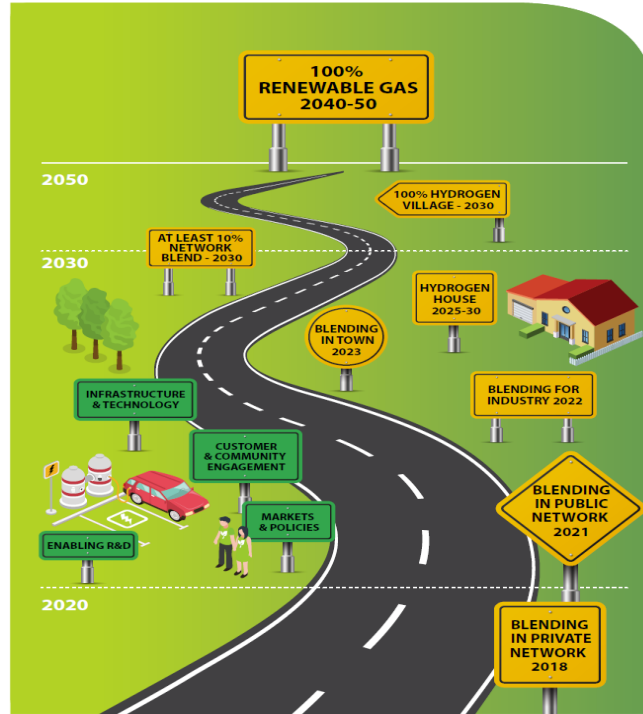 100%
RENEWABLE GAS
2040-50
2050
100% HYDROGEN
VILLAGE - 2030
AT LEAST 10%
NETWORK
BLEND - 2030
2030
HYDROGEN
HOUSE
2025-30
BLENDING
IN TOWN
2023
INFRASTRUCTURE
& TECHNOLOGY
BLENDING FOR
INDUSTRY 2022
CUSTOMER
& COMMUNITY
ENGAGEMENT
BLENDING
IN PUBLIC
NETWORK
2021
MARKETS
& POLICIES
ENABLING R&D
2020
BLENDING
IN PRIVATE
NETWORK
2018